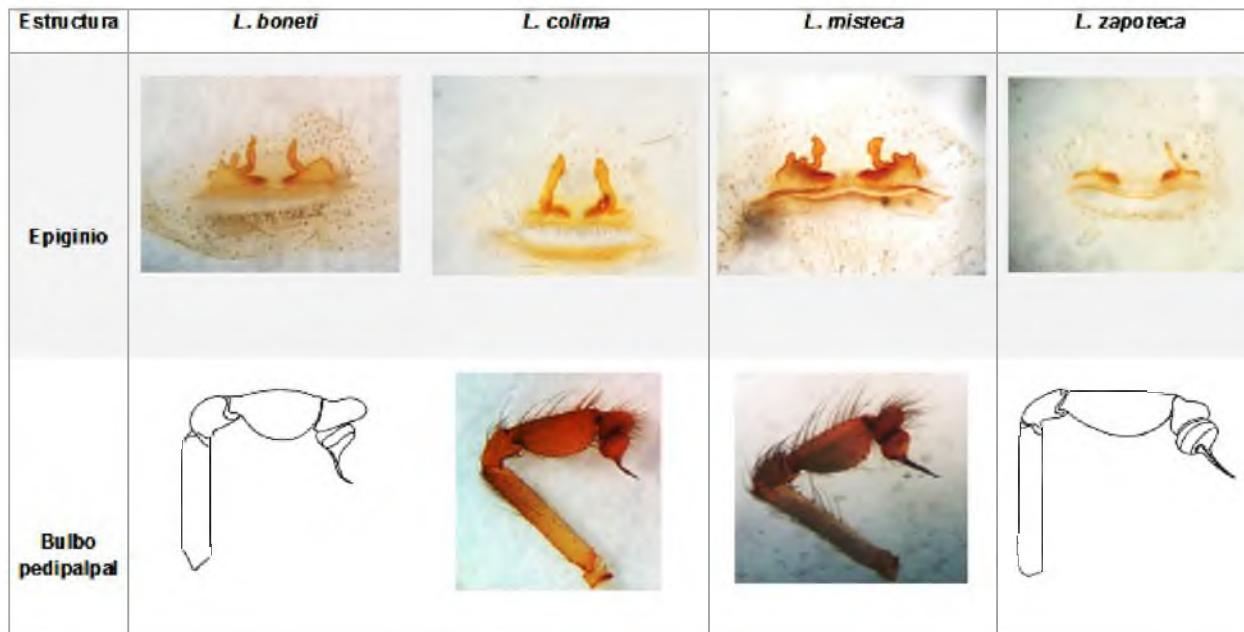 Estructura L. boneti L. colima L. misteca L. zapoteca
Epiginio
Bulbo
pedipalpal